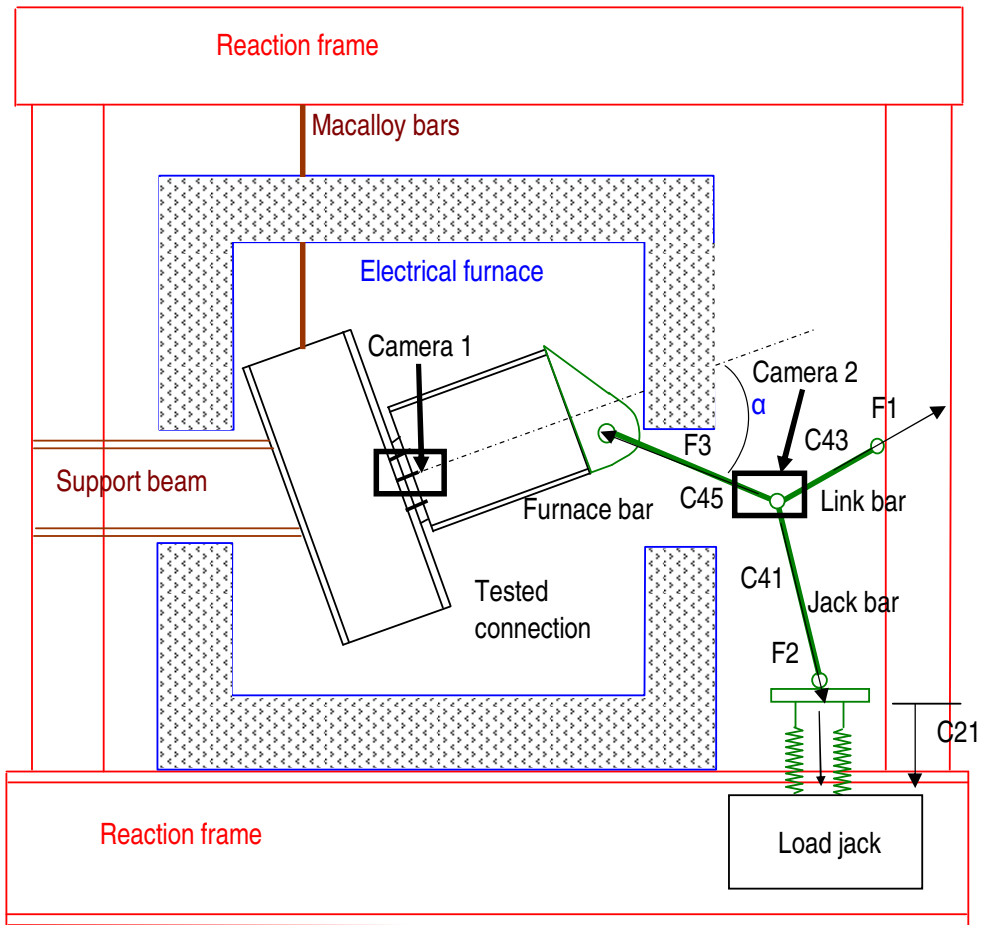 Reaction frame
Macalloy bars
Electrical furnace
Camera 1
Camera 2
α
F1
C43
F3
Support beam
C45
Link bar
Furnace bar
C41
Tested
connection
Jack bar
F2
C21
Reaction frame
Load jack